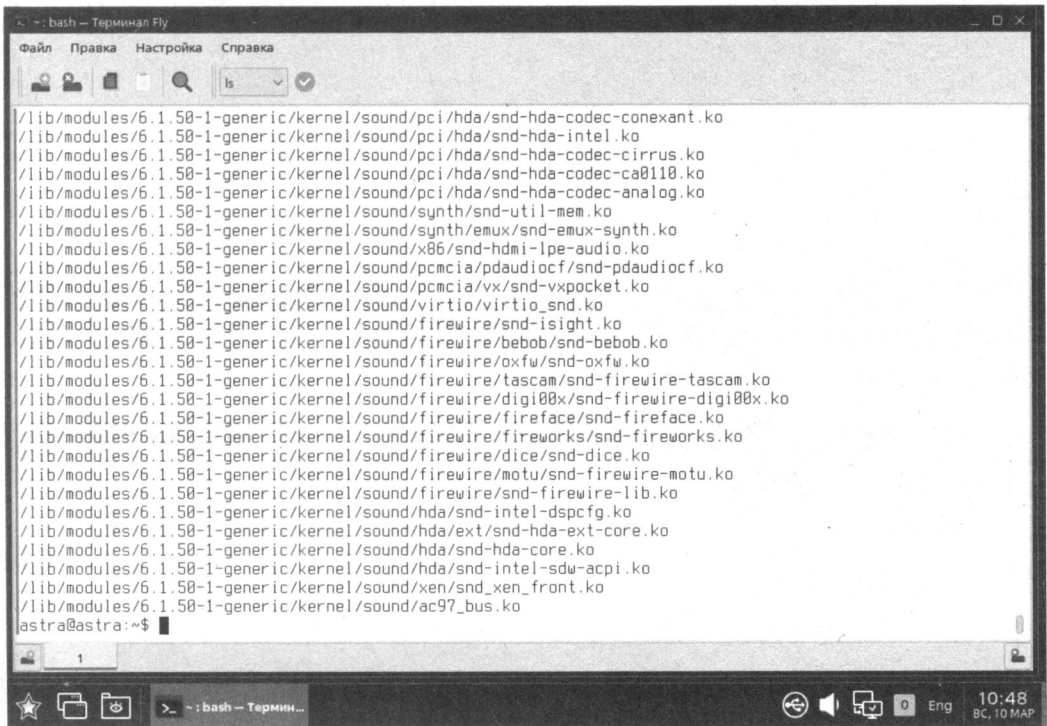 ~ : bash — Терминал Fly
Файл Правка Настройка Справка
ls
/lib/modules/6.1.50-1-generic/kernel/sound/pci/hda/snd-hda-codec-conexant.ko
/lib/modules/6.1.50-1-generic/kernel/sound/pci/hda/snd-hda-intel.ko
/lib/modules/6.1.50-1-generic/kernel/sound/pci/hda/snd-hda-codec-cirrus.ko
/lib/modules/6.1.50-1-generic/kernel/sound/pci/hda/snd-hda-codec-ca0110.ko
/lib/modules/6.1.50-1-generic/kernel/sound/pci/hda/snd-hda-codec-analog.ko
/lib/modules/6.1.50-1-generic/kernel/sound/synth/snd-util-mem.ko
/lib/modules/6.1.50-1-generic/kernel/sound/synth/emux/snd-emux-synth.ko
/lib/modules/6.1.50-1-generic/kernel/sound/x86/snd-hdmi-lpe-audio.ko
/lib/modules/6.1.50-1-generic/kernel/sound/pcmcia/pdaudiocf/snd-pdaudiocf.ko
/lib/modules/6.1.50-1-generic/kernel/sound/pcmcia/vx/snd-vxpocket.ko
/lib/modules/6.1.50-1-generic/kernel/sound/virtio/virtio_snd.ko
/lib/modules/6.1.50-1-generic/kernel/sound/firewire/snd-isight.ko
/lib/modules/6.1.50-1-generic/kernel/sound/firewire/bebob/snd-bebob.ko
/lib/modules/6.1.50-1-generic/kernel/sound/firewire/oxfw/snd-oxfw.ko
/lib/modules/6.1.50-1-generic/kernel/sound/firewire/tascam/snd-firewire-tascam.ko
/lib/modules/6.1.50-1-generic/kernel/sound/firewire/digi00x/snd-firewire-digi00x.ko
/lib/modules/6.1.50-1-generic/kernel/sound/firewire/fireface/snd-fireface.ko
/lib/modules/6.1.50-1-generic/kernel/sound/firewire/fireworks/snd-fireworks.ko
/lib/modules/6.1.50-1-generic/kernel/sound/firewire/dice/snd-dice.ko
/lib/modules/6.1.50-1-generic/kernel/sound/firewire/motu/snd-firewire-motu.ko
/lib/modules/6.1.50-1-generic/kernel/sound/firewire/snd-firewire-lib.ko
/lib/modules/6.1.50-1-generic/kernel/sound/hda/snd-intel-dspcfg.ko
/lib/modules/6.1.50-1-generic/kernel/sound/hda/ext/snd-hda-ext-core.ko
/lib/modules/6.1.50-1-generic/kernel/sound/hda/snd-hda-core.ko
/lib/modules/6.1.50-1-generic/kernel/sound/hda/snd-intel-sdw-acpi.ko
/lib/modules/6.1.50-1-generic/kernel/sound/xen/snd_xen_front.ko
/lib/modules/6.1.50-1-generic/kernel/sound/ac97_bus.ko
astra@astra:~$
1
~ : bash — Термин...
0 Eng 10:48
ВС, 10 МАР